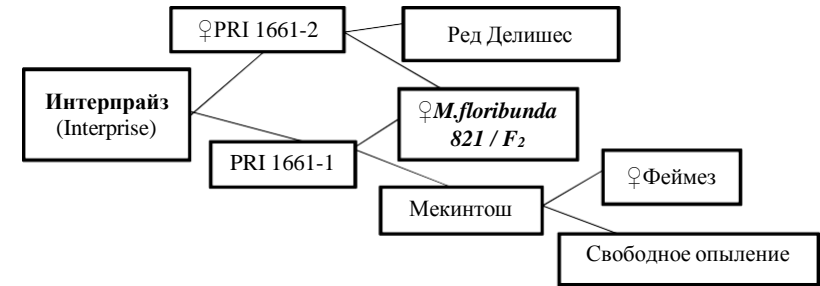 ♀PRI 1661-2
Ред Делишес
Интерпрайз
(Interprise)
♀M.floribunda
821 / F₂
PRI 1661-1
♀Феймез
Мекинтош
Свободное опыление